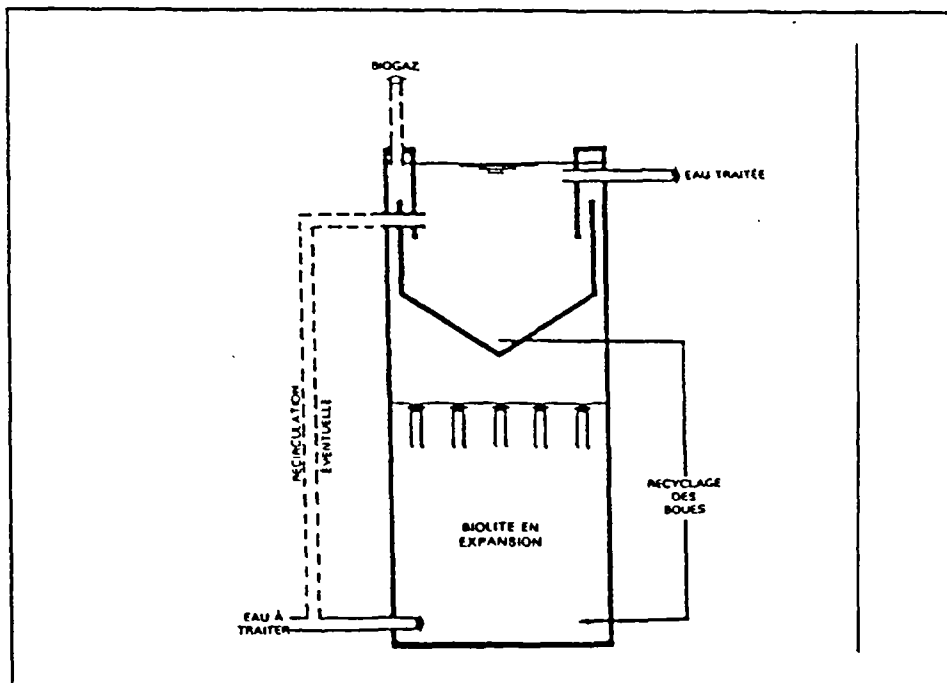 BIOGAZ
EAU TRAITÉE
RECIRCULATION
ÉVENTUELLE
RECYCLAGE
DES
BOUES
BIOLITE EN
EXPANSION
EAU À
TRAITER